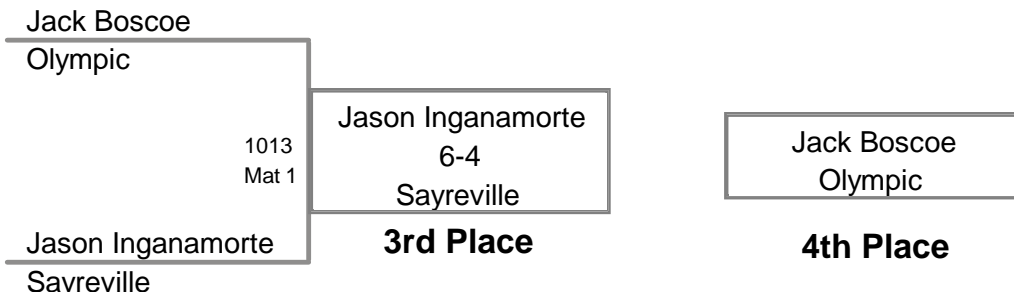 Jack Boscoe
Olympic
Jason Inganamorte
6-4
Sayreville
3rd Place
1013
Mat 1
Jason Inganamorte
Sayreville
Jack Boscoe
Olympic
4th Place